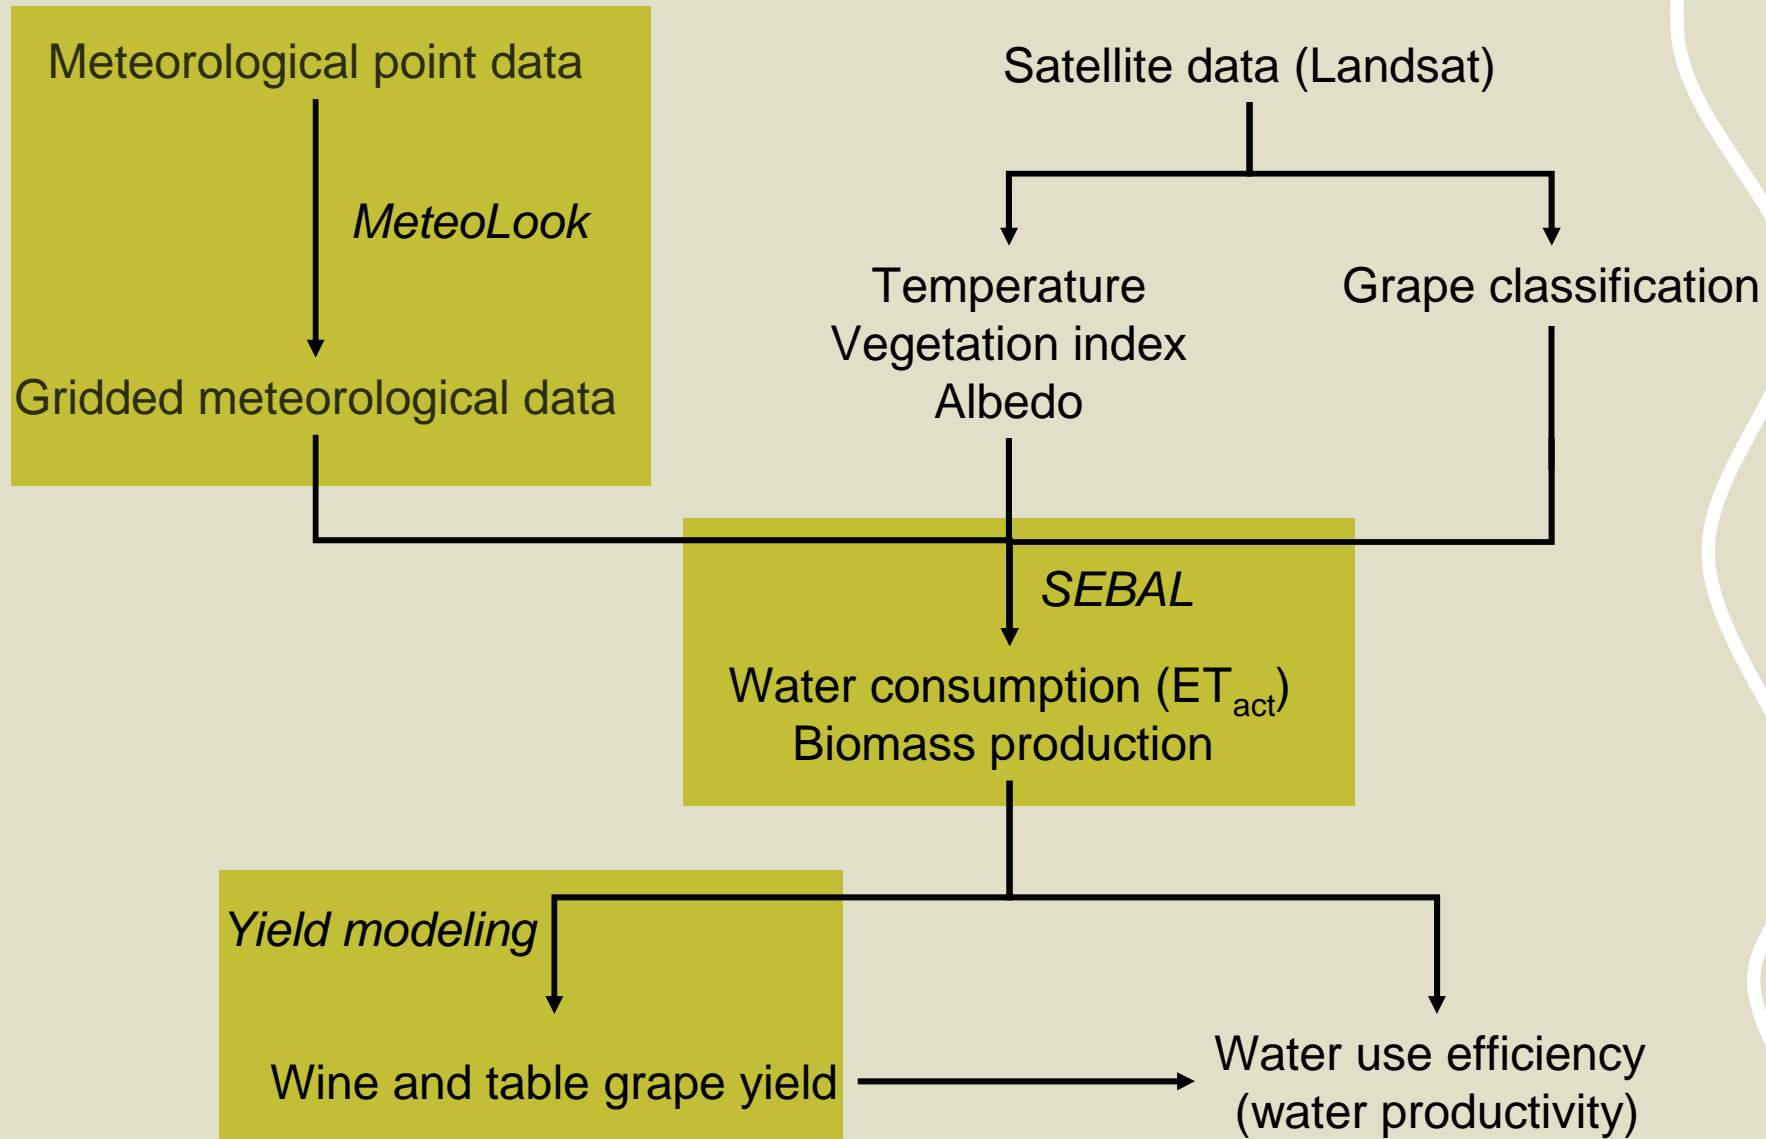 Meteorological point data
Satellite data (Landsat)
MeteoLook
Temperature
Vegetation index
Albedo
Grape classification
Gridded meteorological data
SEBAL
Water consumption (ETact)
Biomass production
Yield modeling
Wine and table grape yield
Water use efficiency
(water productivity)